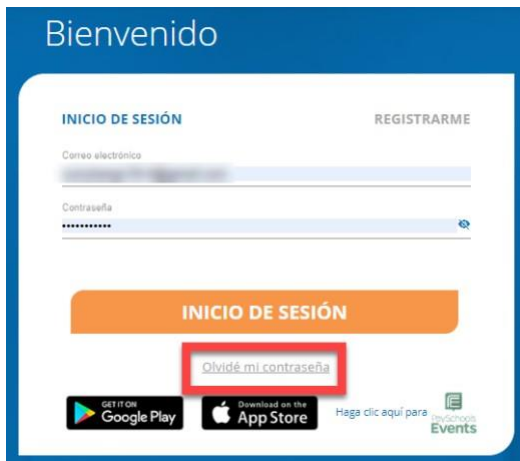 Bienvenido
INICIO DE SESIÓN
REGISTRARME
Correo electrónico
Contraseña
INICIO DE SESIÓN
Olvidé mi contraseña
GET IT ON
Google Play
Download on the
App Store
Haga clic aquí para
PaySchools
Events